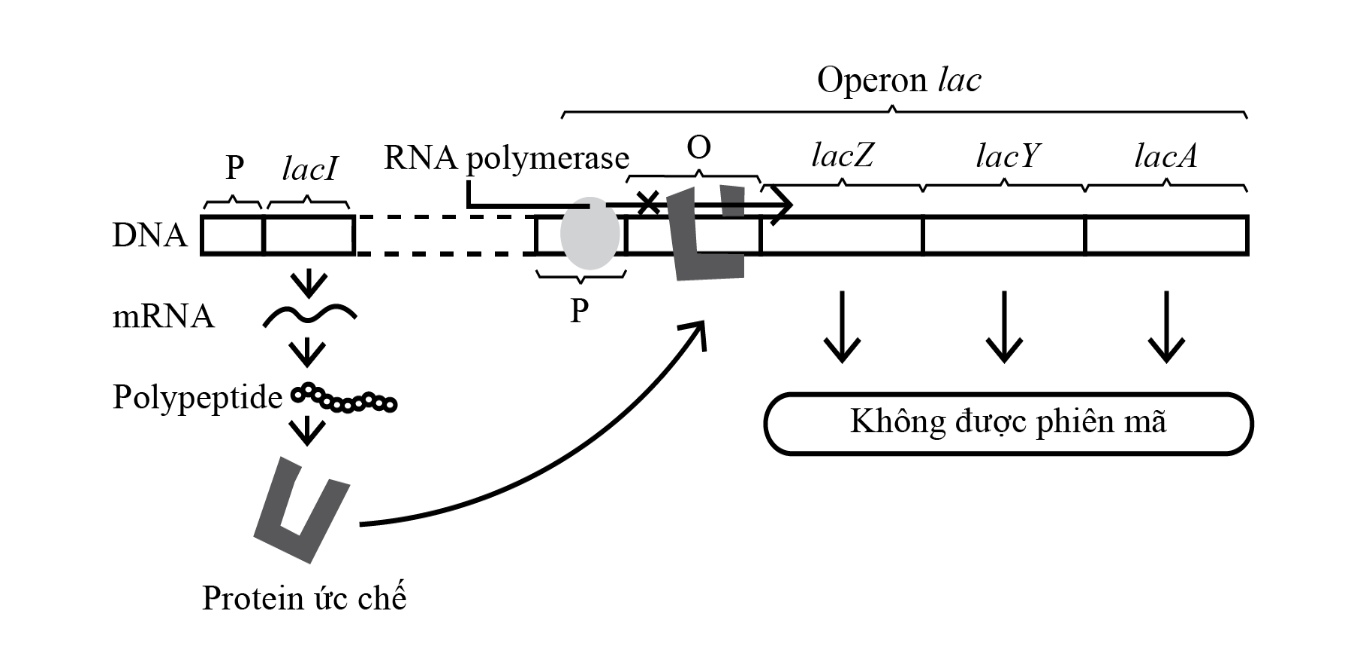 Operon lac
P lacI RNA polymerase O lacZ lacY lacA
DNA
P
mRNA
Polypeptide
Không được phiên mã
Protein ức chế